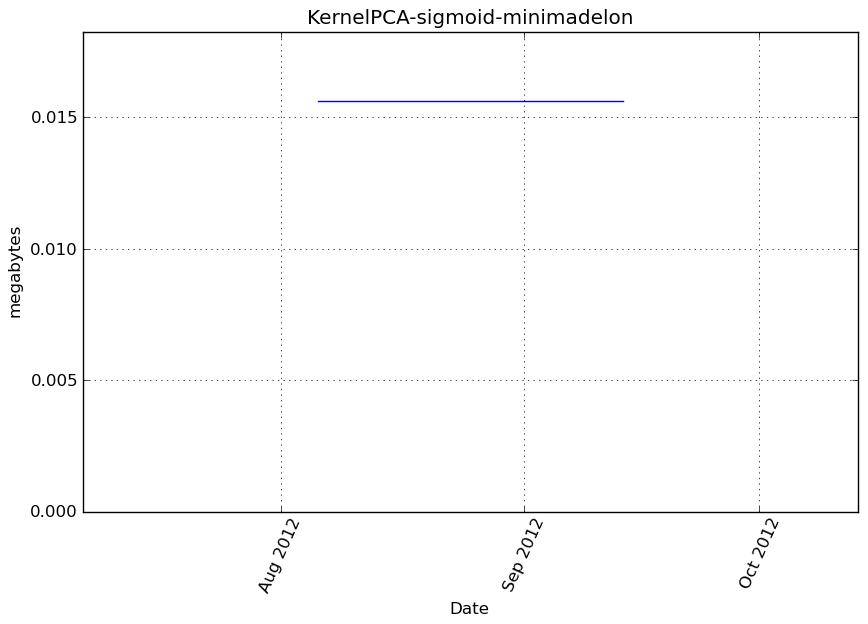 KernelPCA-sigmoid-minimadelon
0.015
0.010
0.005
0.000
megabytes
Aug 2012
Sep 2012
Oct 2012
Date